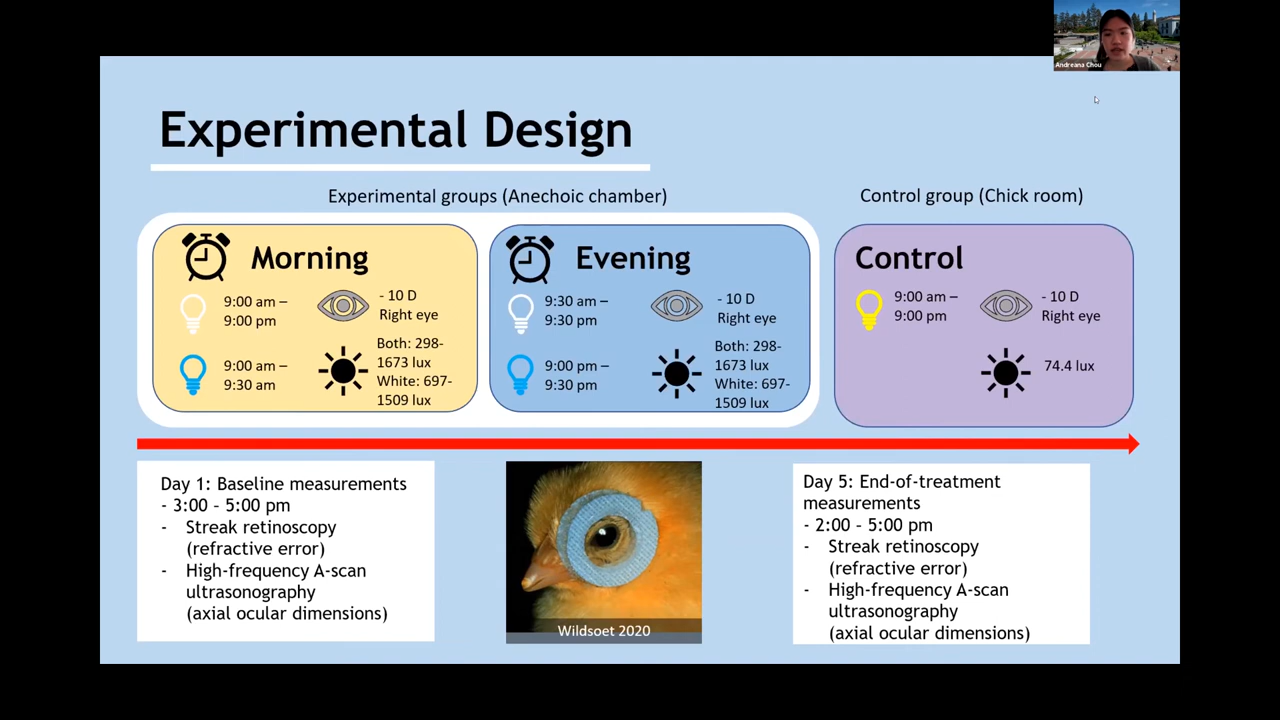 Andreana Chou
Experimental Design
Experimental groups (Anechoic chamber)
Control group (Chick room)
Morning
9:00 am –
9:00 pm
- 10 D
Right eye
9:00 am –
9:30 am
Both: 298-
1673 lux
White: 697-
1509 lux
Evening
9:30 am –
9:30 pm
- 10 D
Right eye
9:00 pm –
9:30 pm
Both: 298-
1673 lux
White: 697-
1509 lux
Control
9:00 am –
9:00 pm
- 10 D
Right eye
74.4 lux
Day 1: Baseline measurements
- 3:00 – 5:00 pm
- Streak retinoscopy
(refractive error)
- High-frequency A-scan
ultrasonography
(axial ocular dimensions)
Wildsoet 2020
Day 5: End-of-treatment
measurements
- 2:00 – 5:00 pm
- Streak retinoscopy
(refractive error)
- High-frequency A-scan
ultrasonography
(axial ocular dimensions)